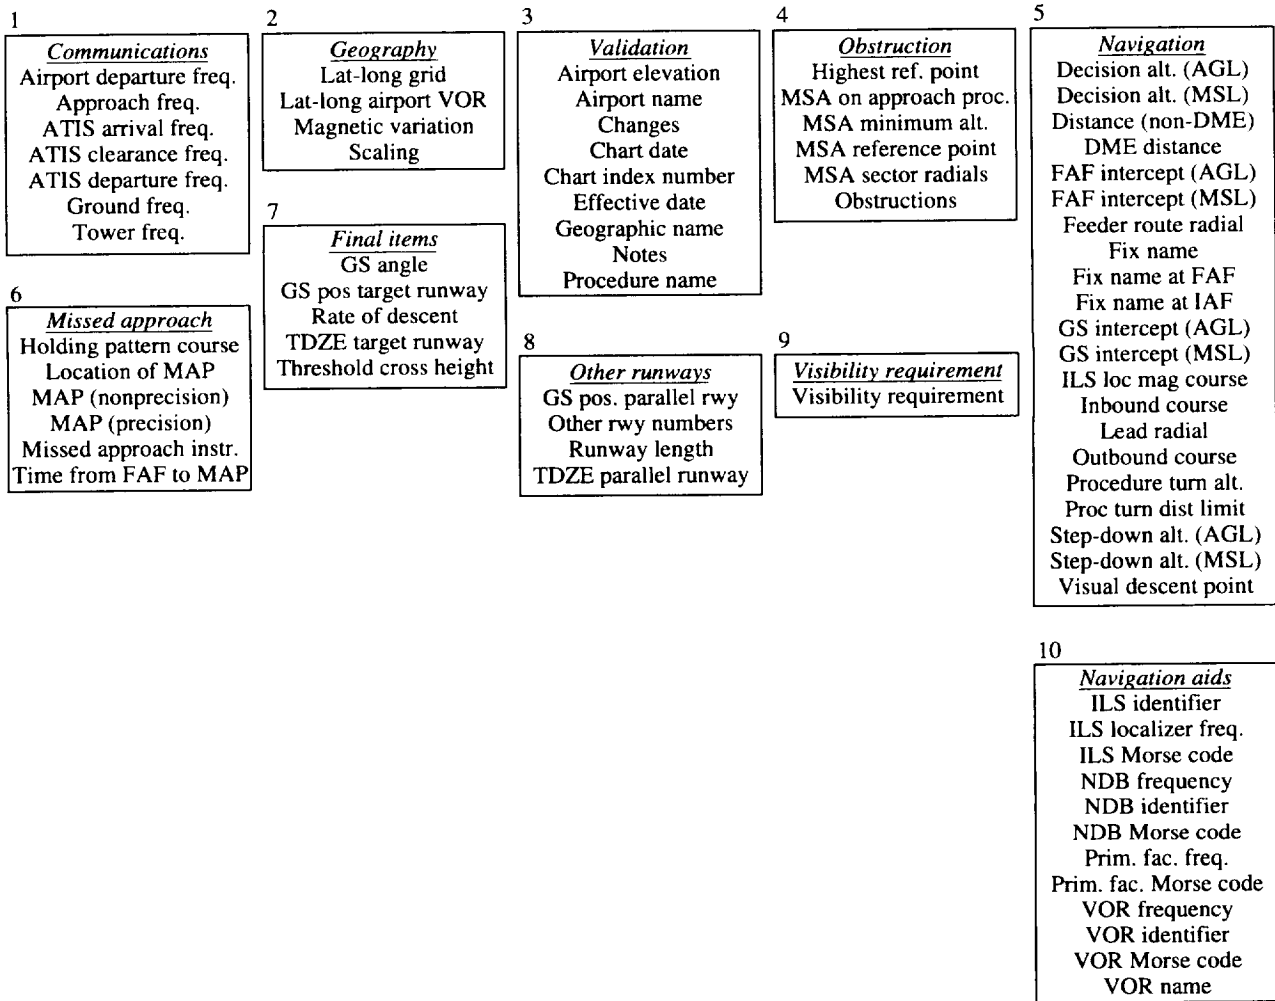 1
Communications
Airport departure freq.
Approach freq.
ATIS arrival freq.
ATIS clearance freq.
ATIS departure freq.
Ground freq.
Tower freq.
2
Geography
Lat-long grid
Lat-long airport VOR
Magnetic variation
Scaling
3
Validation
Airport elevation
Airport name
Changes
Chart date
Chart index number
Effective date
Geographic name
Notes
Procedure name
4
Obstruction
Highest ref. point
MSA on approach proc.
MSA minimum alt.
MSA reference point
MSA sector radials
Obstructions
5
Navigation
Decision alt. (AGL)
Decision alt. (MSL)
Distance (non-DME)
DME distance
FAF intercept (AGL)
FAF intercept (MSL)
Feeder route radial
Fix name
Fix name at FAF
Fix name at IAF
GS intercept (AGL)
GS intercept (MSL)
ILS loc mag course
Inbound course
Lead radial
Outbound course
Procedure turn alt.
Proc turn dist limit
Step-down alt. (AGL)
Step-down alt. (MSL)
Visual descent point
6
Missed approach
Holding pattern course
Location of MAP
MAP (nonprecision)
MAP (precision)
Missed approach instr.
Time from FAF to MAP
7
Final items
GS angle
GS pos target runway
Rate of descent
TDZE target runway
Threshold cross height
8
Other runways
GS pos. parallel rwy
Other rwy numbers
Runway length
TDZE parallel runway
9
Visibility requirement
Visibility requirement
10
Navigation aids
ILS identifier
ILS localizer freq.
ILS Morse code
NDB frequency
NDB identifier
NDB Morse code
Prim. fac. freq.
Prim. fac. Morse code
VOR frequency
VOR identifier
VOR Morse code
VOR name